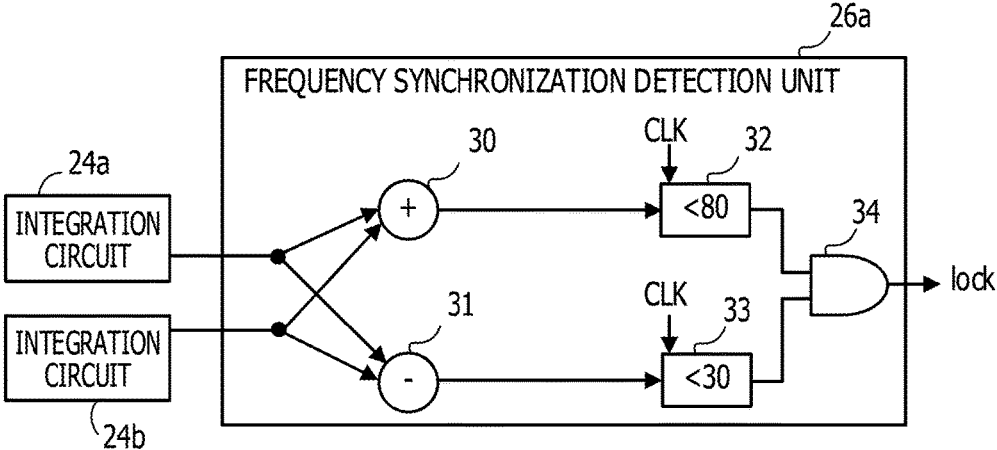 26a
FREQUENCY SYNCHRONIZATION DETECTION UNIT
24a
INTEGRATION
CIRCUIT
30
+
CLK
32
<80
34
lock
INTEGRATION
CIRCUIT
24b
31
-
CLK
33
<30